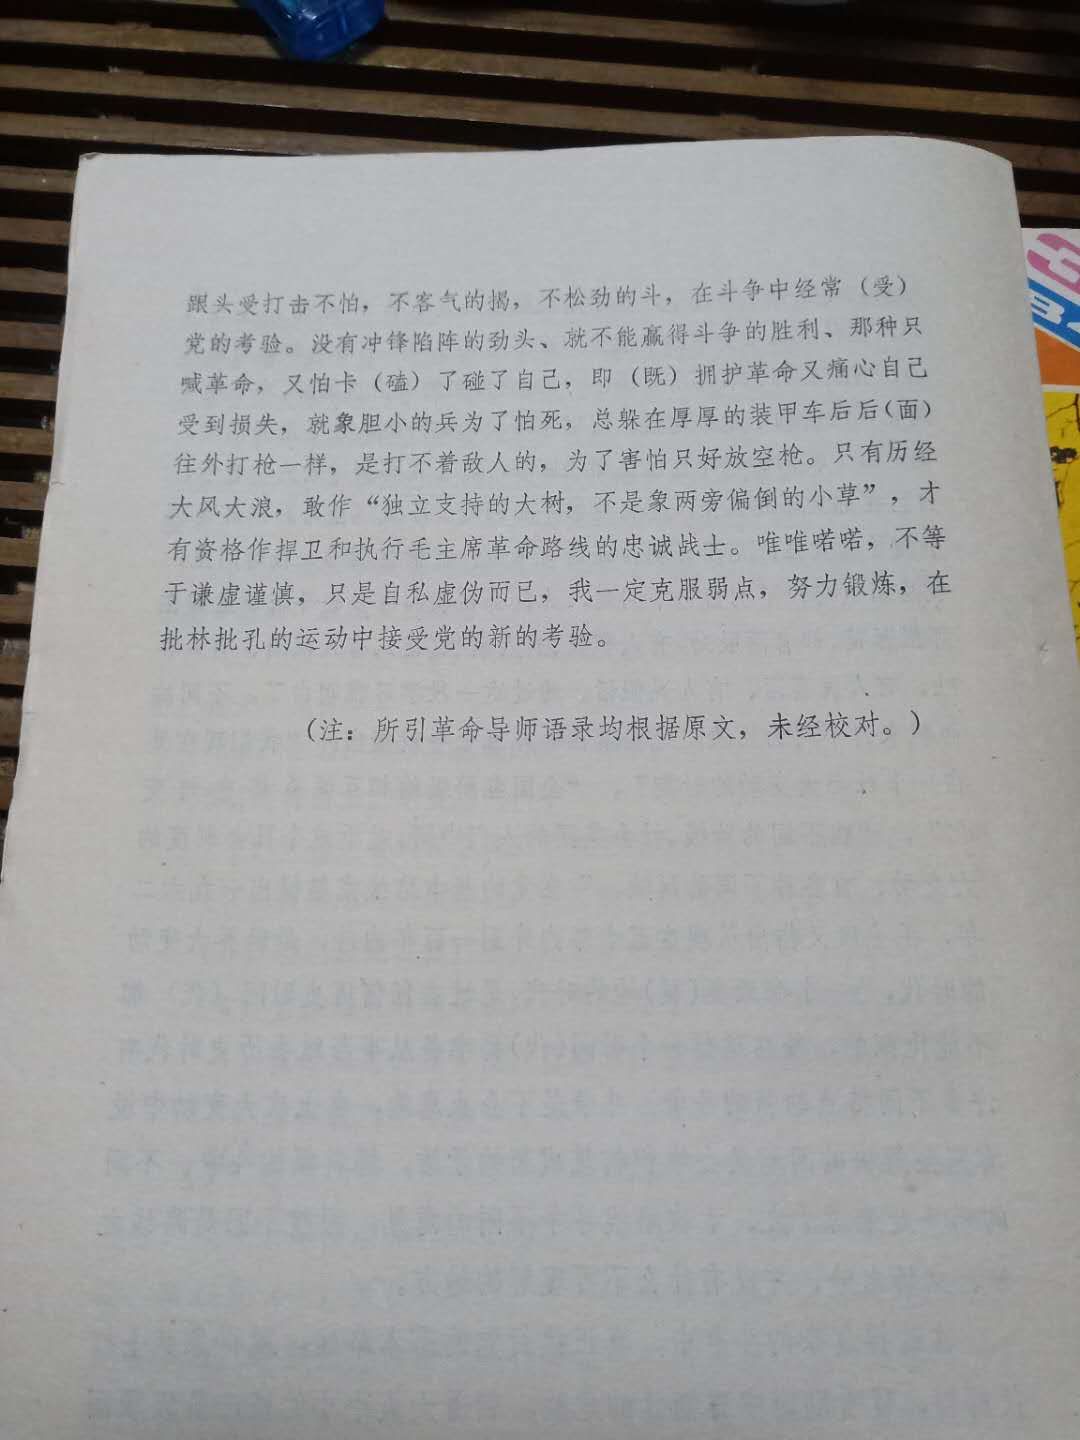 跟头受打击不怕，不客气的揭，不松劲的斗，在斗争中经常（受）
党的考验。没有冲锋陷阵的劲头、就不能赢得斗争的胜利、那种只
喊革命，又怕卡（磕）了碰了自己，即（既）拥护革命又痛心自己
受到损失，就象胆小的兵为了怕死，总躲在厚厚的装甲车后后（面）
往外打枪一样，是打不着敌人的，为了害怕只好放空枪。只有历经
大风大浪，敢作“独立支持的大树，不是象两旁偏倒的小草”，才
有资格作捍卫和执行毛主席革命路线的忠诚战士。唯唯喏喏，不等
于谦虚谨慎，只是自私虚伪而已，我一定克服弱点，努力锻炼，在
批林批孔的运动中接受党的新的考验。
（注：所引革命导师语录均根据原文，未经校对。）